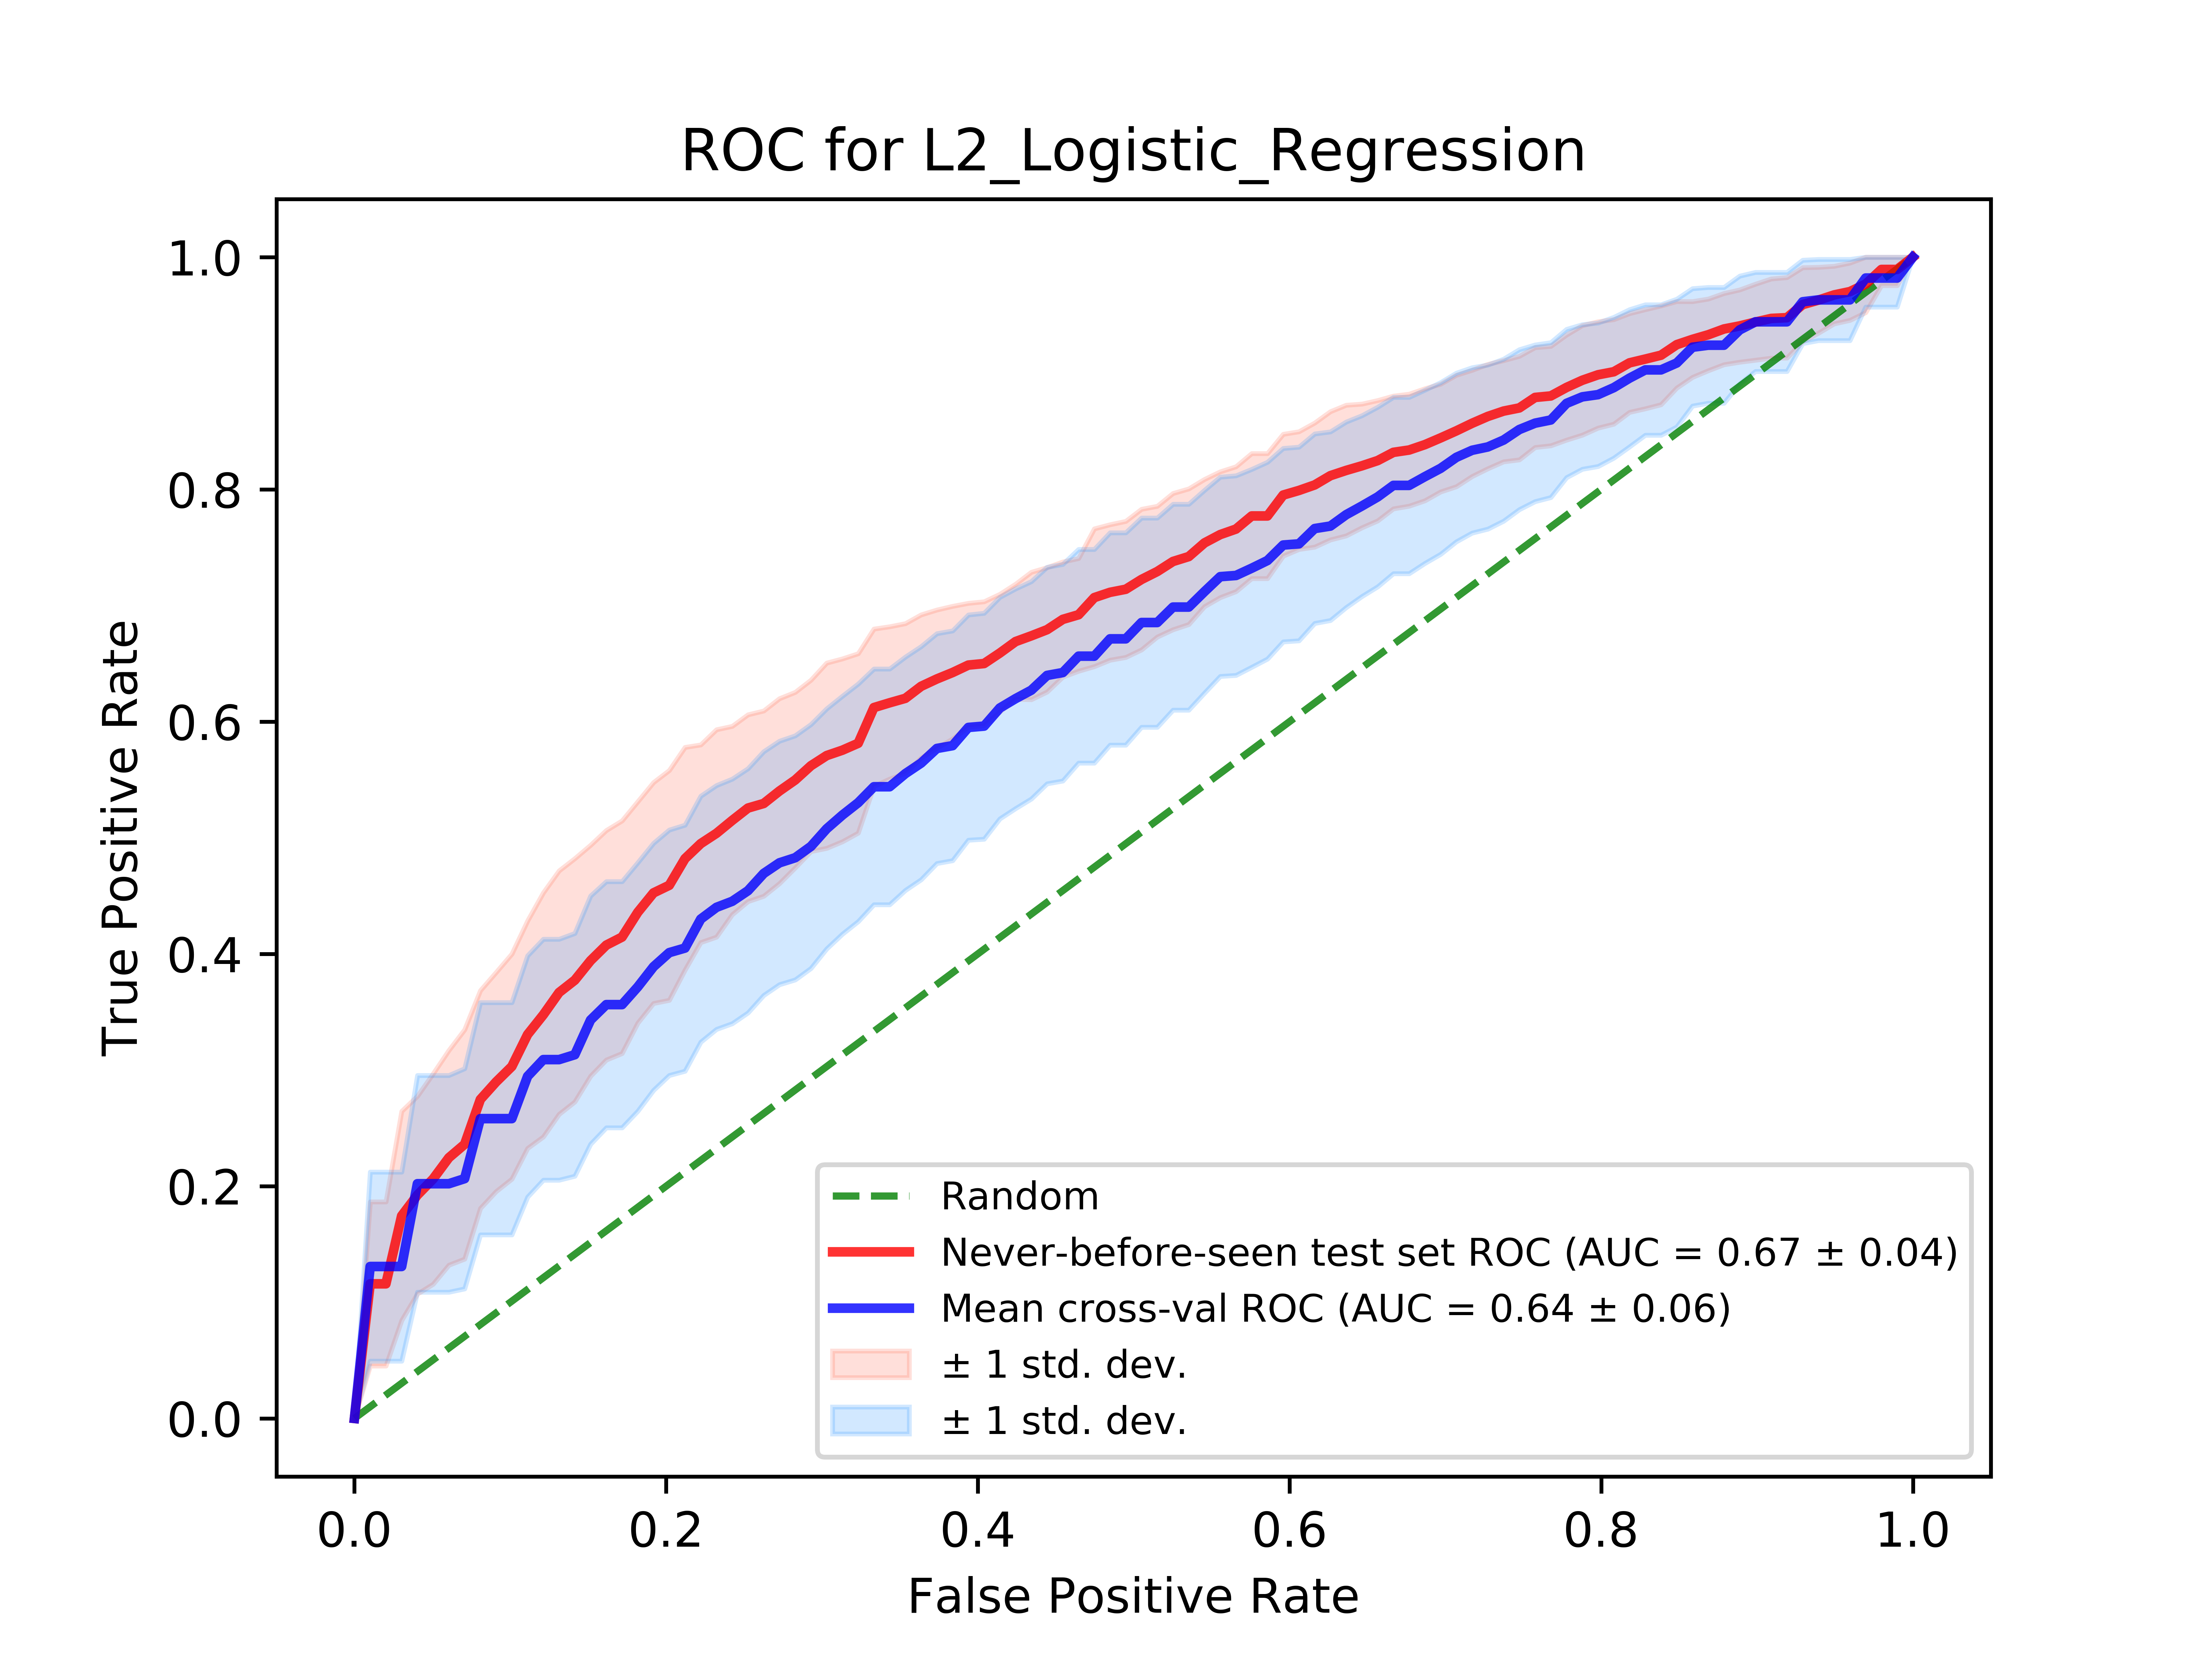 ROC for L2_Logistic_Regression
1.0
0.8
0.6
0.4
0.2
0.0
True Positive Rate
Random
Never-before-seen test set ROC (AUC = 0.67 ± 0.04)
Mean cross-val ROC (AUC = 0.64 ± 0.06)
± 1 std. dev.
± 1 std. dev.
0.0 0.2 0.4 0.6 0.8 1.0
False Positive Rate